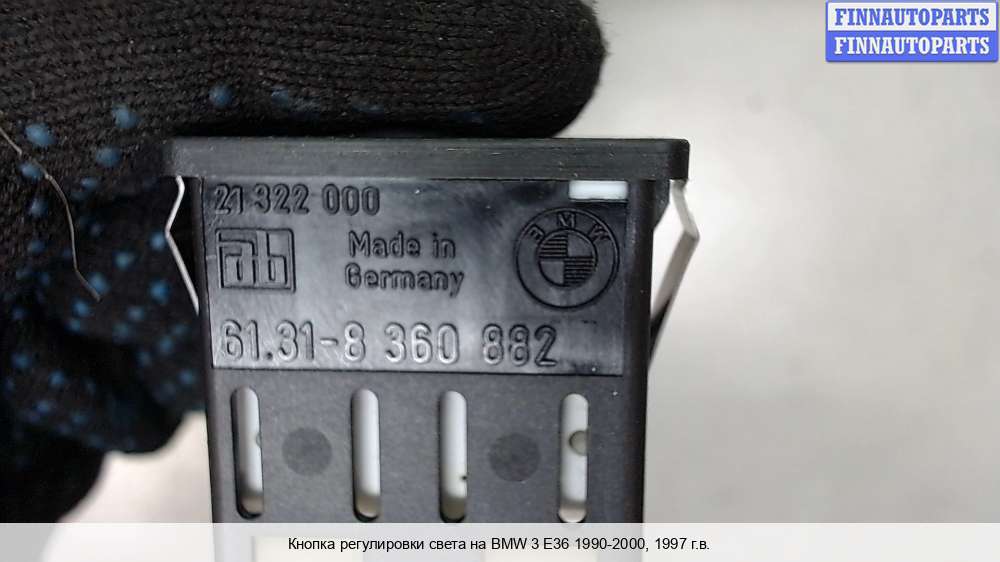 FINNAUTOPARTS
FINNAUTOPARTS
21 322 000
ab
Made in
Germany
BMW
61.31-8 360 882
Кнопка регулировки света на BMW 3 E36 1990-2000, 1997 г.в.